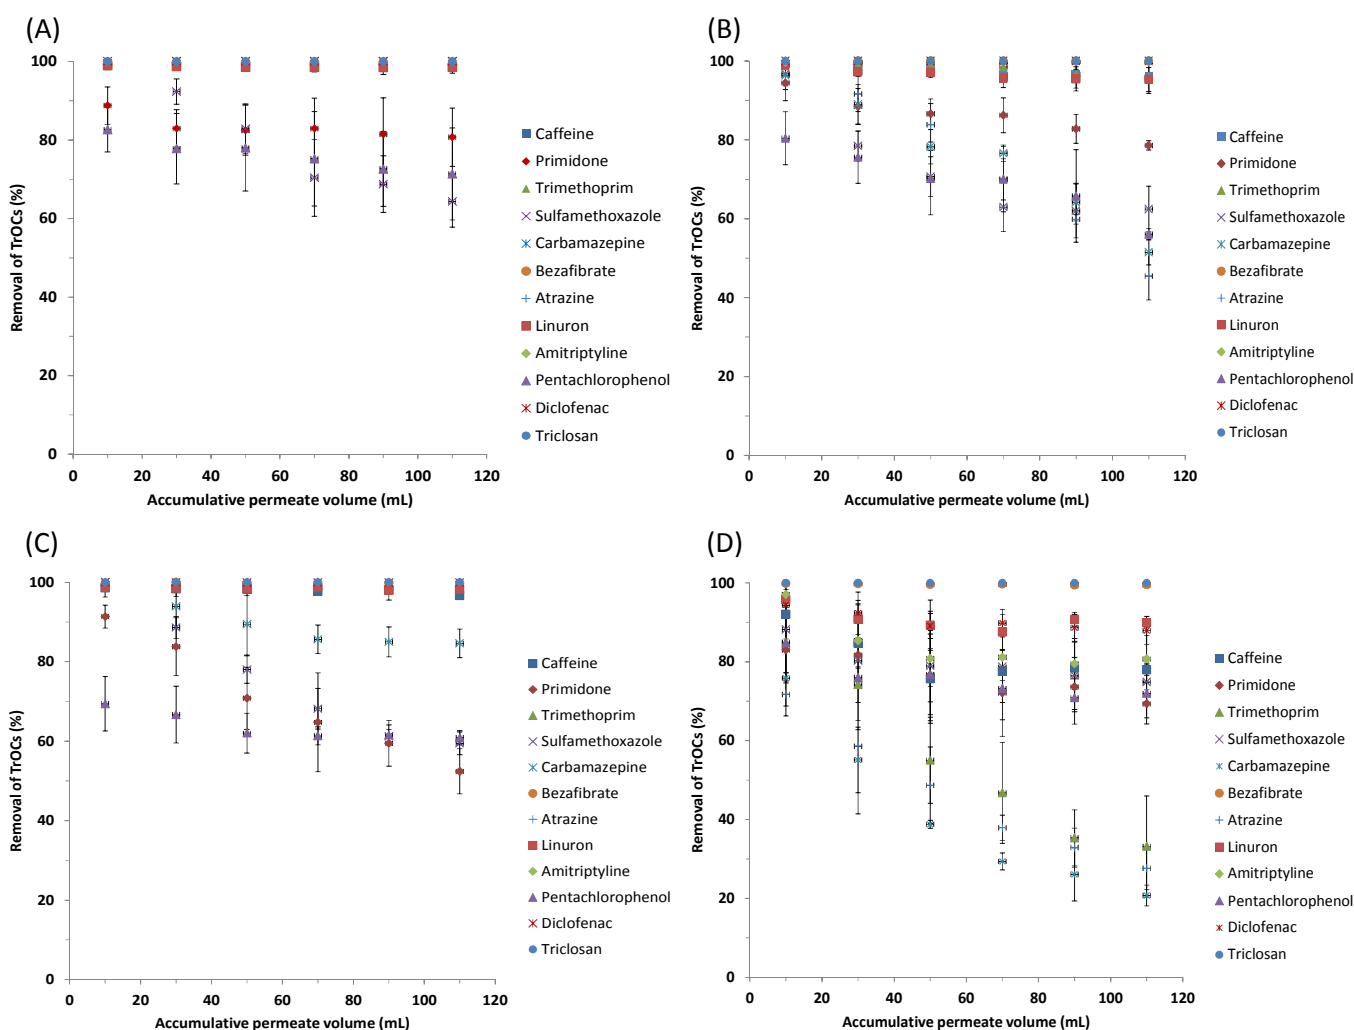 (A)
100
80
60
40
20
0
0 20 40 60 80 100 120
Removal of TrOCs (%)
Accumulative permeate volume (mL)
Caffeine
Primidone
Trimethoprim
Sulfamethoxazole
Carbamazepine
Bezafibrate
Atrazine
Linuron
Amitriptyline
Pentachlorophenol
Diclofenac
Triclosan
(B)
100
80
60
40
20
0
0 20 40 60 80 100 120
Removal of TrOCs (%)
Accumulative permeate volume (mL)
Caffeine
Primidone
Trimethoprim
Sulfamethoxazole
Carbamazepine
Bezafibrate
Atrazine
Linuron
Amitriptyline
Pentachlorophenol
Diclofenac
Triclosan
(C)
100
80
60
40
20
0
0 20 40 60 80 100 120
Removal of TrOCs (%)
Accumulative permeate volume (mL)
Caffeine
Primidone
Trimethoprim
Sulfamethoxazole
Carbamazepine
Bezafibrate
Atrazine
Linuron
Amitriptyline
Pentachlorophenol
Diclofenac
Triclosan
(D)
100
80
60
40
20
0
0 20 40 60 80 100 120
Removal of TrOCs (%)
Accumulative permeate volume (mL)
Caffeine
Primidone
Trimethoprim
Sulfamethoxazole
Carbamazepine
Bezafibrate
Atrazine
Linuron
Amitriptyline
Pentachlorophenol
Diclofenac
Triclosan